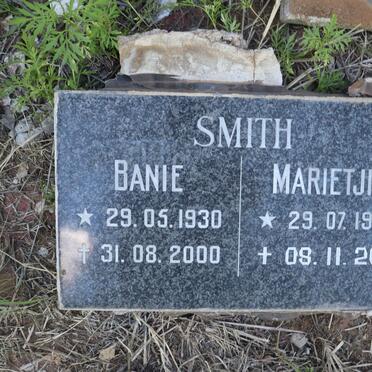 SMITH
BANIE MARIETJI
★ 29.05.1930 ★ 29.07.19
✝ 31.08.2000 ✝ 08.11.20